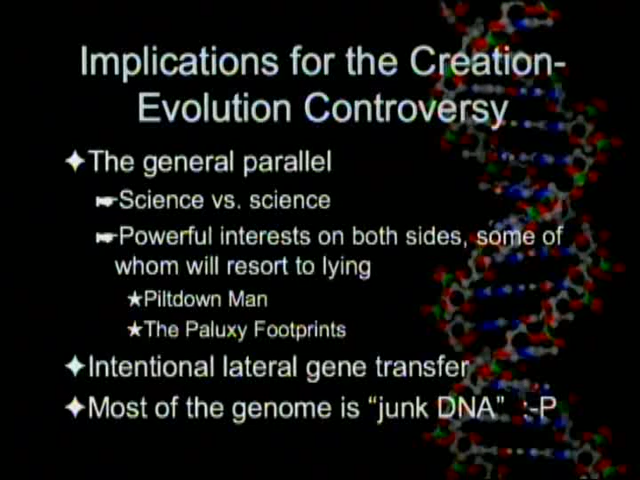 Implications for the Creation-
Evolution Controversy
The general parallel
Science vs. science
Powerful interests on both sides, some of
whom will resort to lying
Piltdown Man
The Paluxy Footprints
Intentional lateral gene transfer
Most of the genome is “junk DNA” :-P